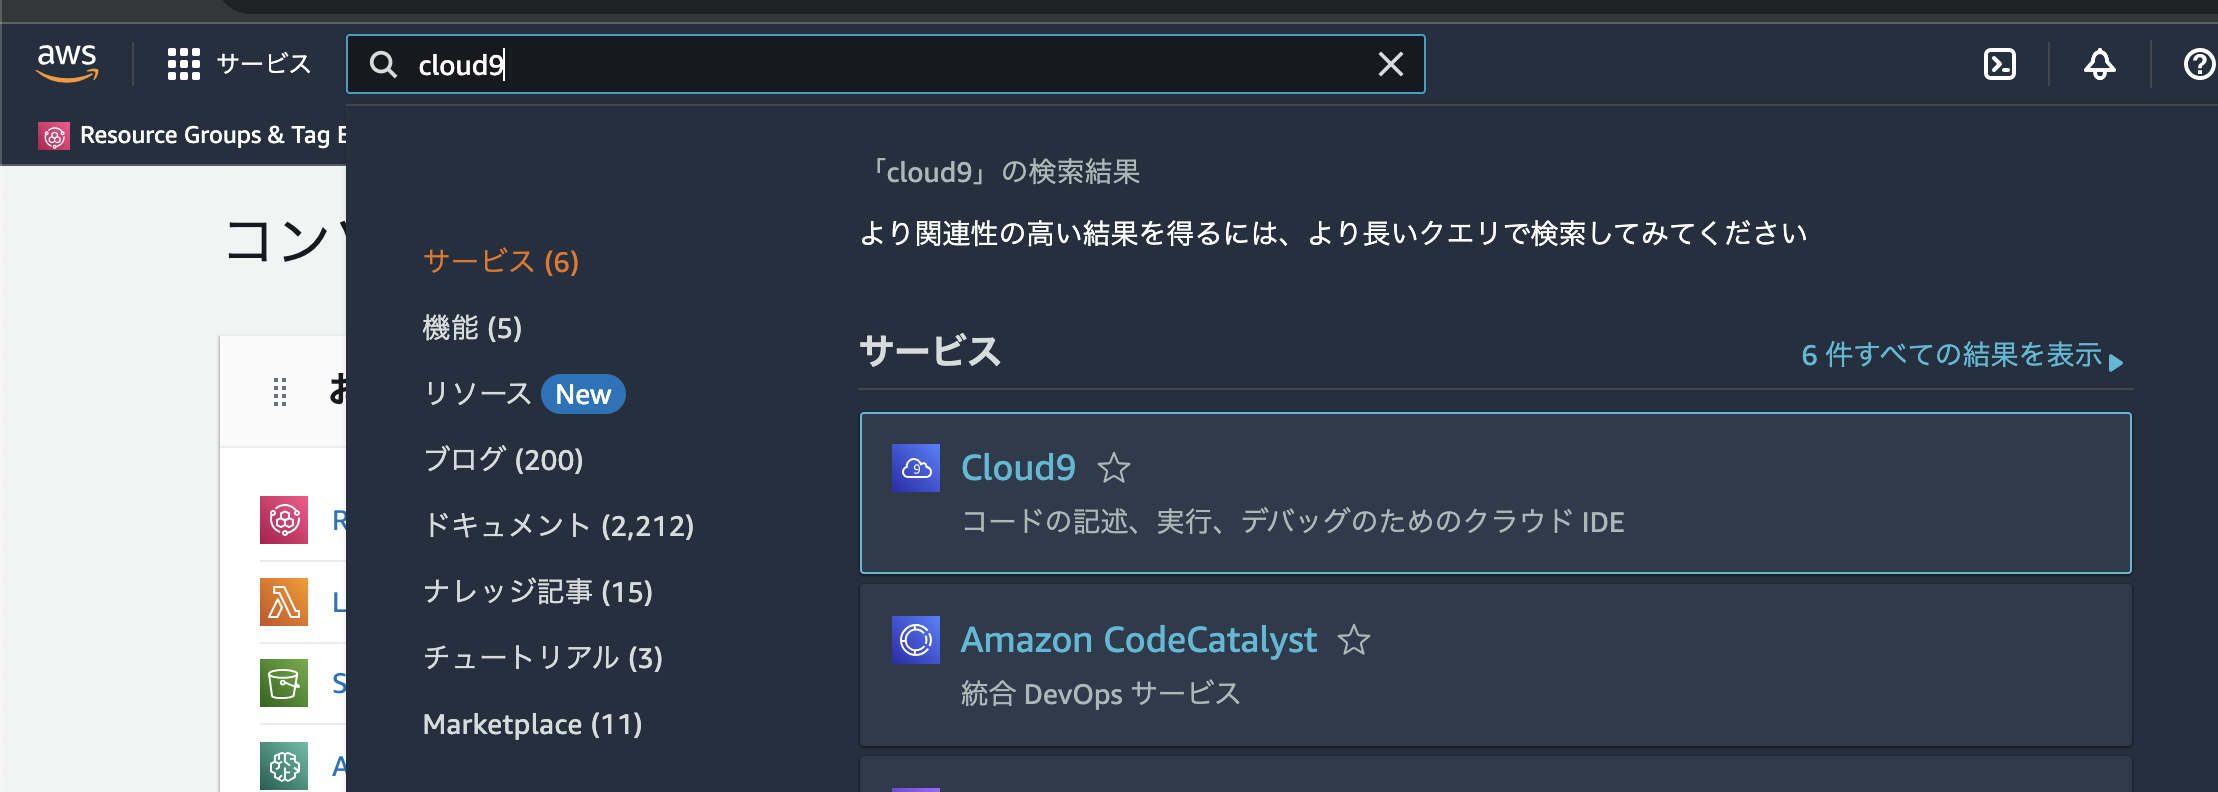 aws
サービス
cloud9
Resource Groups & Tag
「cloud9」の検索結果
より関連性の高い結果を得るには、より長いクエリで検索してみてください
コン
サービス (6)
機能 (5)
リソース New
ブログ (200)
ドキュメント (2,212)
ナレッジ記事 (15)
チュートリアル (3)
Marketplace (11)
サービス
6 件すべての結果を表示
Cloud9
コードの記述、実行、デバッグのためのクラウド IDE
Amazon CodeCatalyst
統合 DevOps サービス
お
R
L
S
A